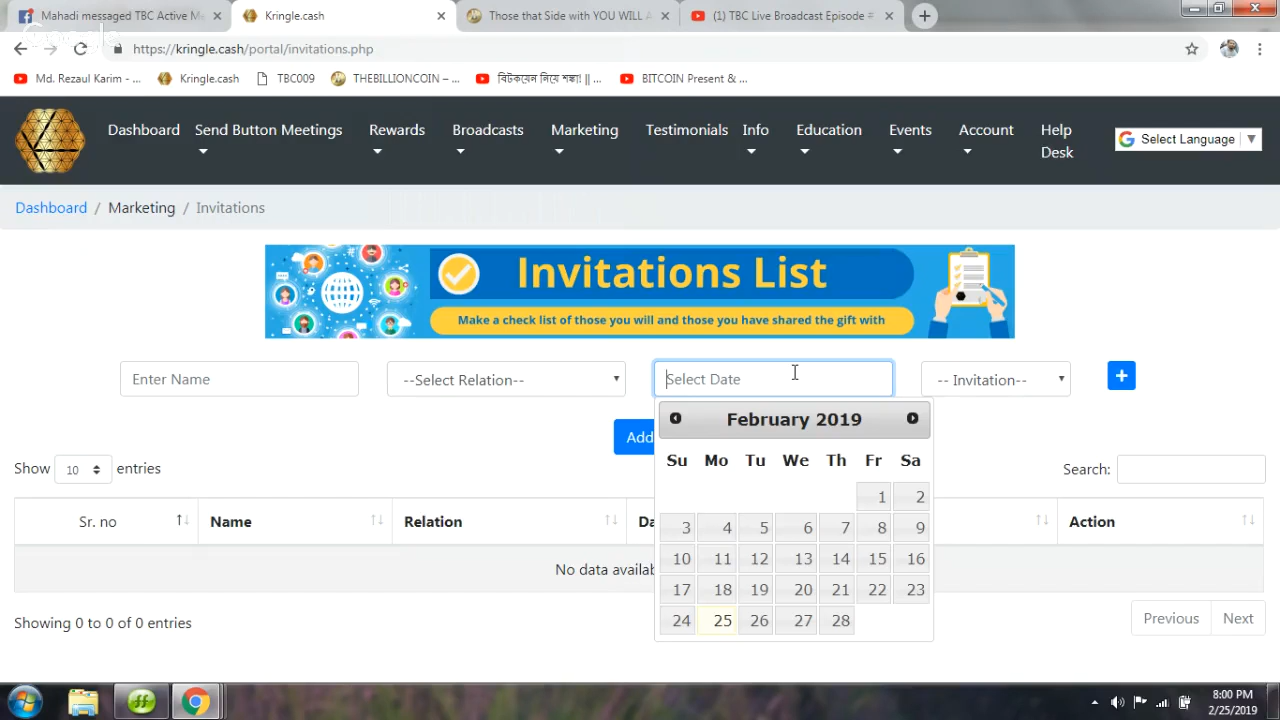 Mahadi messaged TBC Active M
Kringle.cash
Those that Side with YOU WILL A
(1) TBC Live Broadcast Episode #
Google
https://kringle.cash/portal/invitations.php
Md. Rezaul Karim - ...
Kringle.cash
TBC009
THEBILLIONCOIN – ...
বিটকয়েন নিয়ে শঙ্কা || ...
BITCOIN Present & ...
Dashboard
Send Button Meetings
Rewards
Broadcasts
Marketing
Testimonials
Info
Education
Events
Account
Help
Desk
Select Language
Dashboard / Marketing / Invitations
Invitations List
Make a check list of those you will and those you have shared the gift with
Enter Name
--Select Relation--
Select Date
-- Invitation--
+
February 2019
Add
Show 10 entries
Search:
Su Mo Tu We Th Fr Sa
1 2
3 4 5 6 7 8 9
10 11 12 13 14 15 16
17 18 19 20 21 22 23
24 25 26 27 28
Sr. no
Name
Relation
Da
Action
No data availab
Showing 0 to 0 of 0 entries
Previous
Next
8:00 PM
2/25/2019